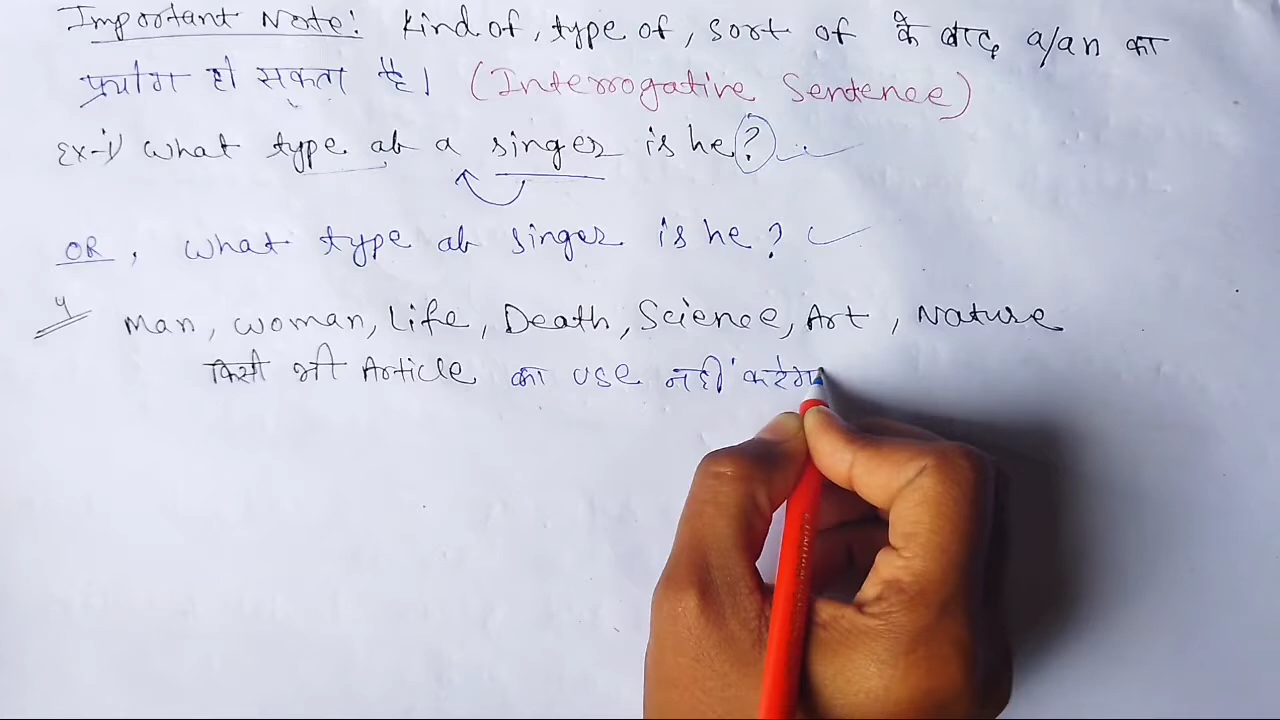 Important Note: Kind of, type of, sort of के बाद a/an का
प्रयोग हो सकता है। (Interrogative Sentence)
Ex-i) What type of a singer is he?
OR, What type of singer is he?
4 Man, woman, Life, Death, Science, Art, Nature
किसी भी Article का use नहीं करेगा